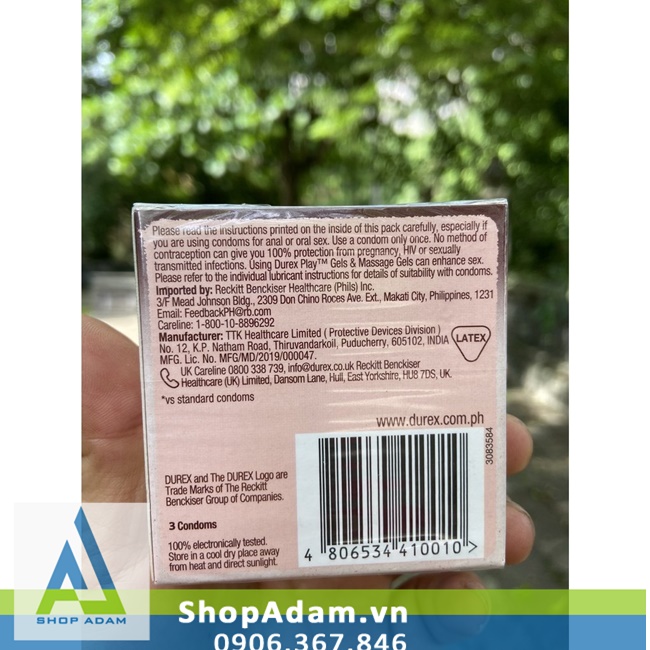 Please read the instructions printed on the inside of this pack carefully, especially if
you are using condoms for anal or oral sex. Use a condom only once. No method of
contraception can give you 100% protection from pregnancy, HIV or sexually
transmitted infections. Using Durex Play™ Gels & Massage Gels can enhance sex.
Please refer to the individual lubricant instructions for details of suitability with condoms.
Imported by: Reckitt Benckiser Healthcare (Phils) Inc.
3/F Mead Johnson Bldg., 2309 Don Chino Roces Ave. Ext., Makati City, Philippines, 1231
Email: FeedbackPH@rb.com
Careline: 1-800-10-8896292
Manufacturer: TTK Healthcare Limited ( Protective Devices Division )
No. 12, K.P. Natham Road, Thiruvandarkoil, Puducherry, 605102, INDIA
MFG. Lic. No. MFG/MD/2019/000047.
LATEX
UK Careline 0800 338 739, info@durex.co.uk Reckitt Benckiser
Healthcare (UK) Limited, Dansom Lane, Hull, East Yorkshire, HU8 7DS, UK.
*vs standard condoms
www.durex.com.ph
3083584
DUREX and The DUREX Logo are
Trade Marks of The Reckitt
Benckiser Group of Companies.
3 Condoms
100% electronically tested.
Store in a cool dry place away
from heat and direct sunlight.
4 806534 410010 >
SHOP ADAM
ShopAdam.vn
0906.367.846